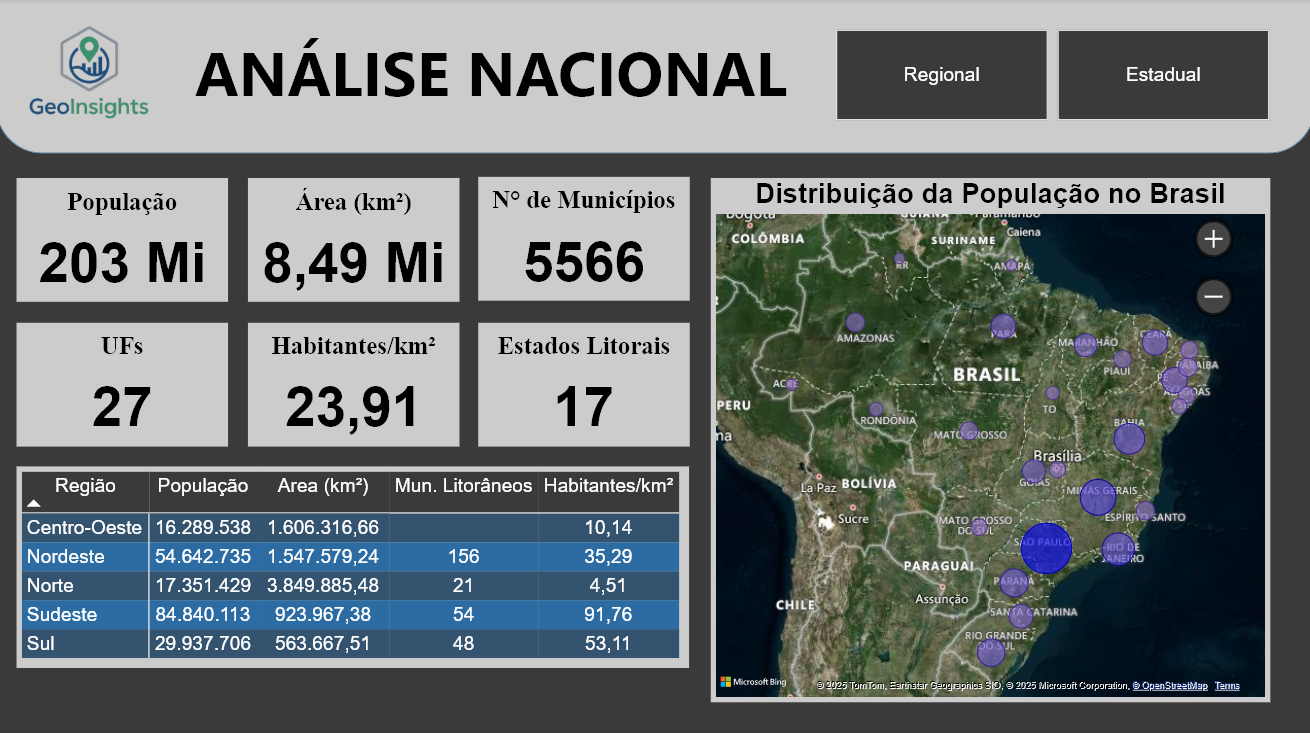 GeoInsights
ANÁLISE NACIONAL
Regional
Estadual
População
203 Mi
Área (km²)
8,49 Mi
N° de Municípios
5566
UFs
27
Habitantes/km²
23,91
Estados Litorais
17
Região População Area (km²) Mun. Litorâneos Habitantes/km²
Centro-Oeste 16.289.538 1.606.316,66 10,14
Nordeste 54.642.735 1.547.579,24 156 35,29
Norte 17.351.429 3.849.885,48 21 4,51
Sudeste 84.840.113 923.967,38 54 91,76
Sul 29.937.706 563.667,51 48 53,11
Distribuição da População no Brasil
Bogotá
GUIANA
Paramaribo
COLÔMBIA
SURINAME
Caiena
RR
AMAPÁ
AMAZONAS
PARÁ
MARANHÃO
CEARÁ
PIAUÍ
PARAÍBA
PE
ALAGOAS
BRASIL
ACRE
PERU
TO
RONDÔNIA
MATO GROSSO
BAHIA
Brasília
GOIÁS
La Paz
BOLÍVIA
MINAS GERAIS
Sucre
ESPÍRITO SANTO
MATO GROSSO
DO SUL
SÃO PAULO
RIO DE
JANEIRO
PARAGUAI
PARANÁ
CHILE
Assunção
SANTA CATARINA
RIO GRANDE
DO SUL
Microsoft Bing
© 2025 TomTom, Earthstar Geographics SIO, © 2025 Microsoft Corporation, © OpenStreetMap Terms